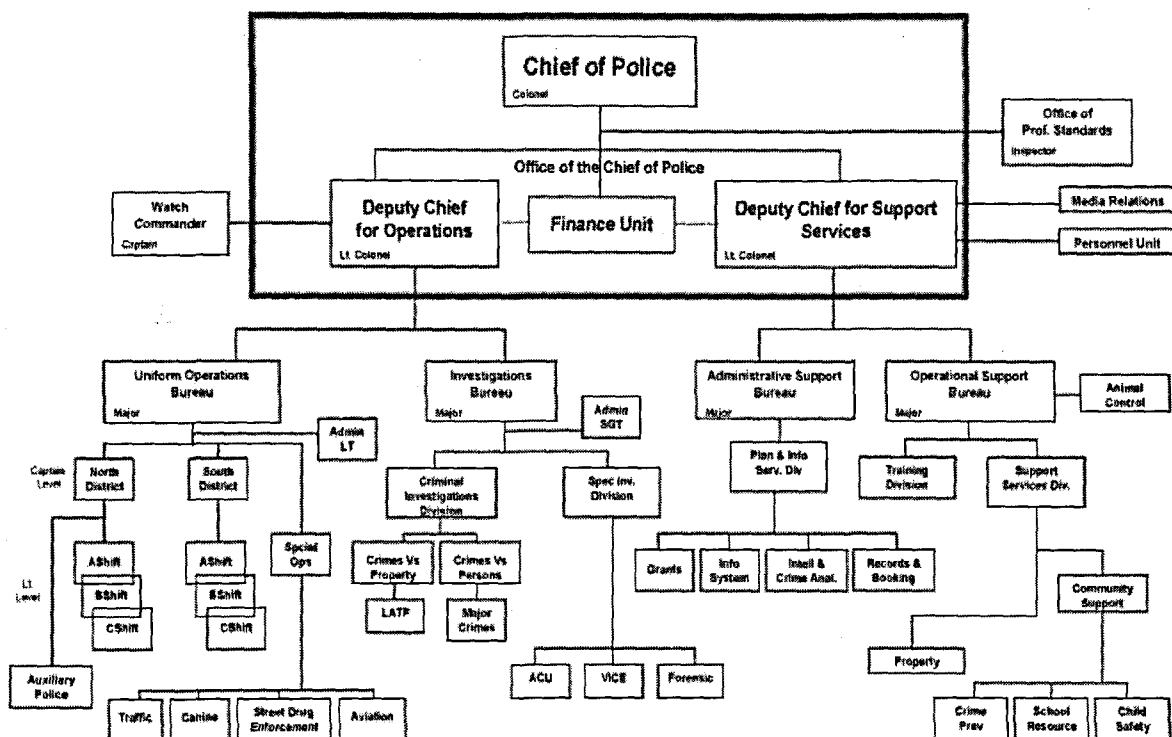 Chief of Police
Colonel
Office of
Prof. Standards
Inspector
Office of the Chief of Police
Watch
Commander
Captain
Deputy Chief
for Operations
Lt. Colonel
Finance Unit
Deputy Chief for Support
Services
Lt. Colonel
Media Relations
Personnel Unit
Uniform Operations
Bureau
Major
Investigations
Bureau
Major
Administrative Support
Bureau
Major
Operational Support
Bureau
Major
Animal
Control
Admin
LT
Admin
SGT
Captain
Level
North
District
South
District
Criminal
Investigations
Division
Spec Inv.
Division
Plan & Info
Serv. Div
Training
Division
Support
Services Div.
Lt.
Level
AShift
BShift
CShift
AShift
BShift
CShift
Spcial
Ops
Crimes Vs
Property
Crimes Vs
Persons
LATF
Major
Crimes
Grants
Info
System
Intell &
Crime Anal.
Records &
Booking
Community
Support
Property
Auxiliary
Police
ACU
VICE
Forensic
Traffic
Canine
Street Drug
Enforcement
Aviation
Crime
Prev
School
Resource
Child
Safety